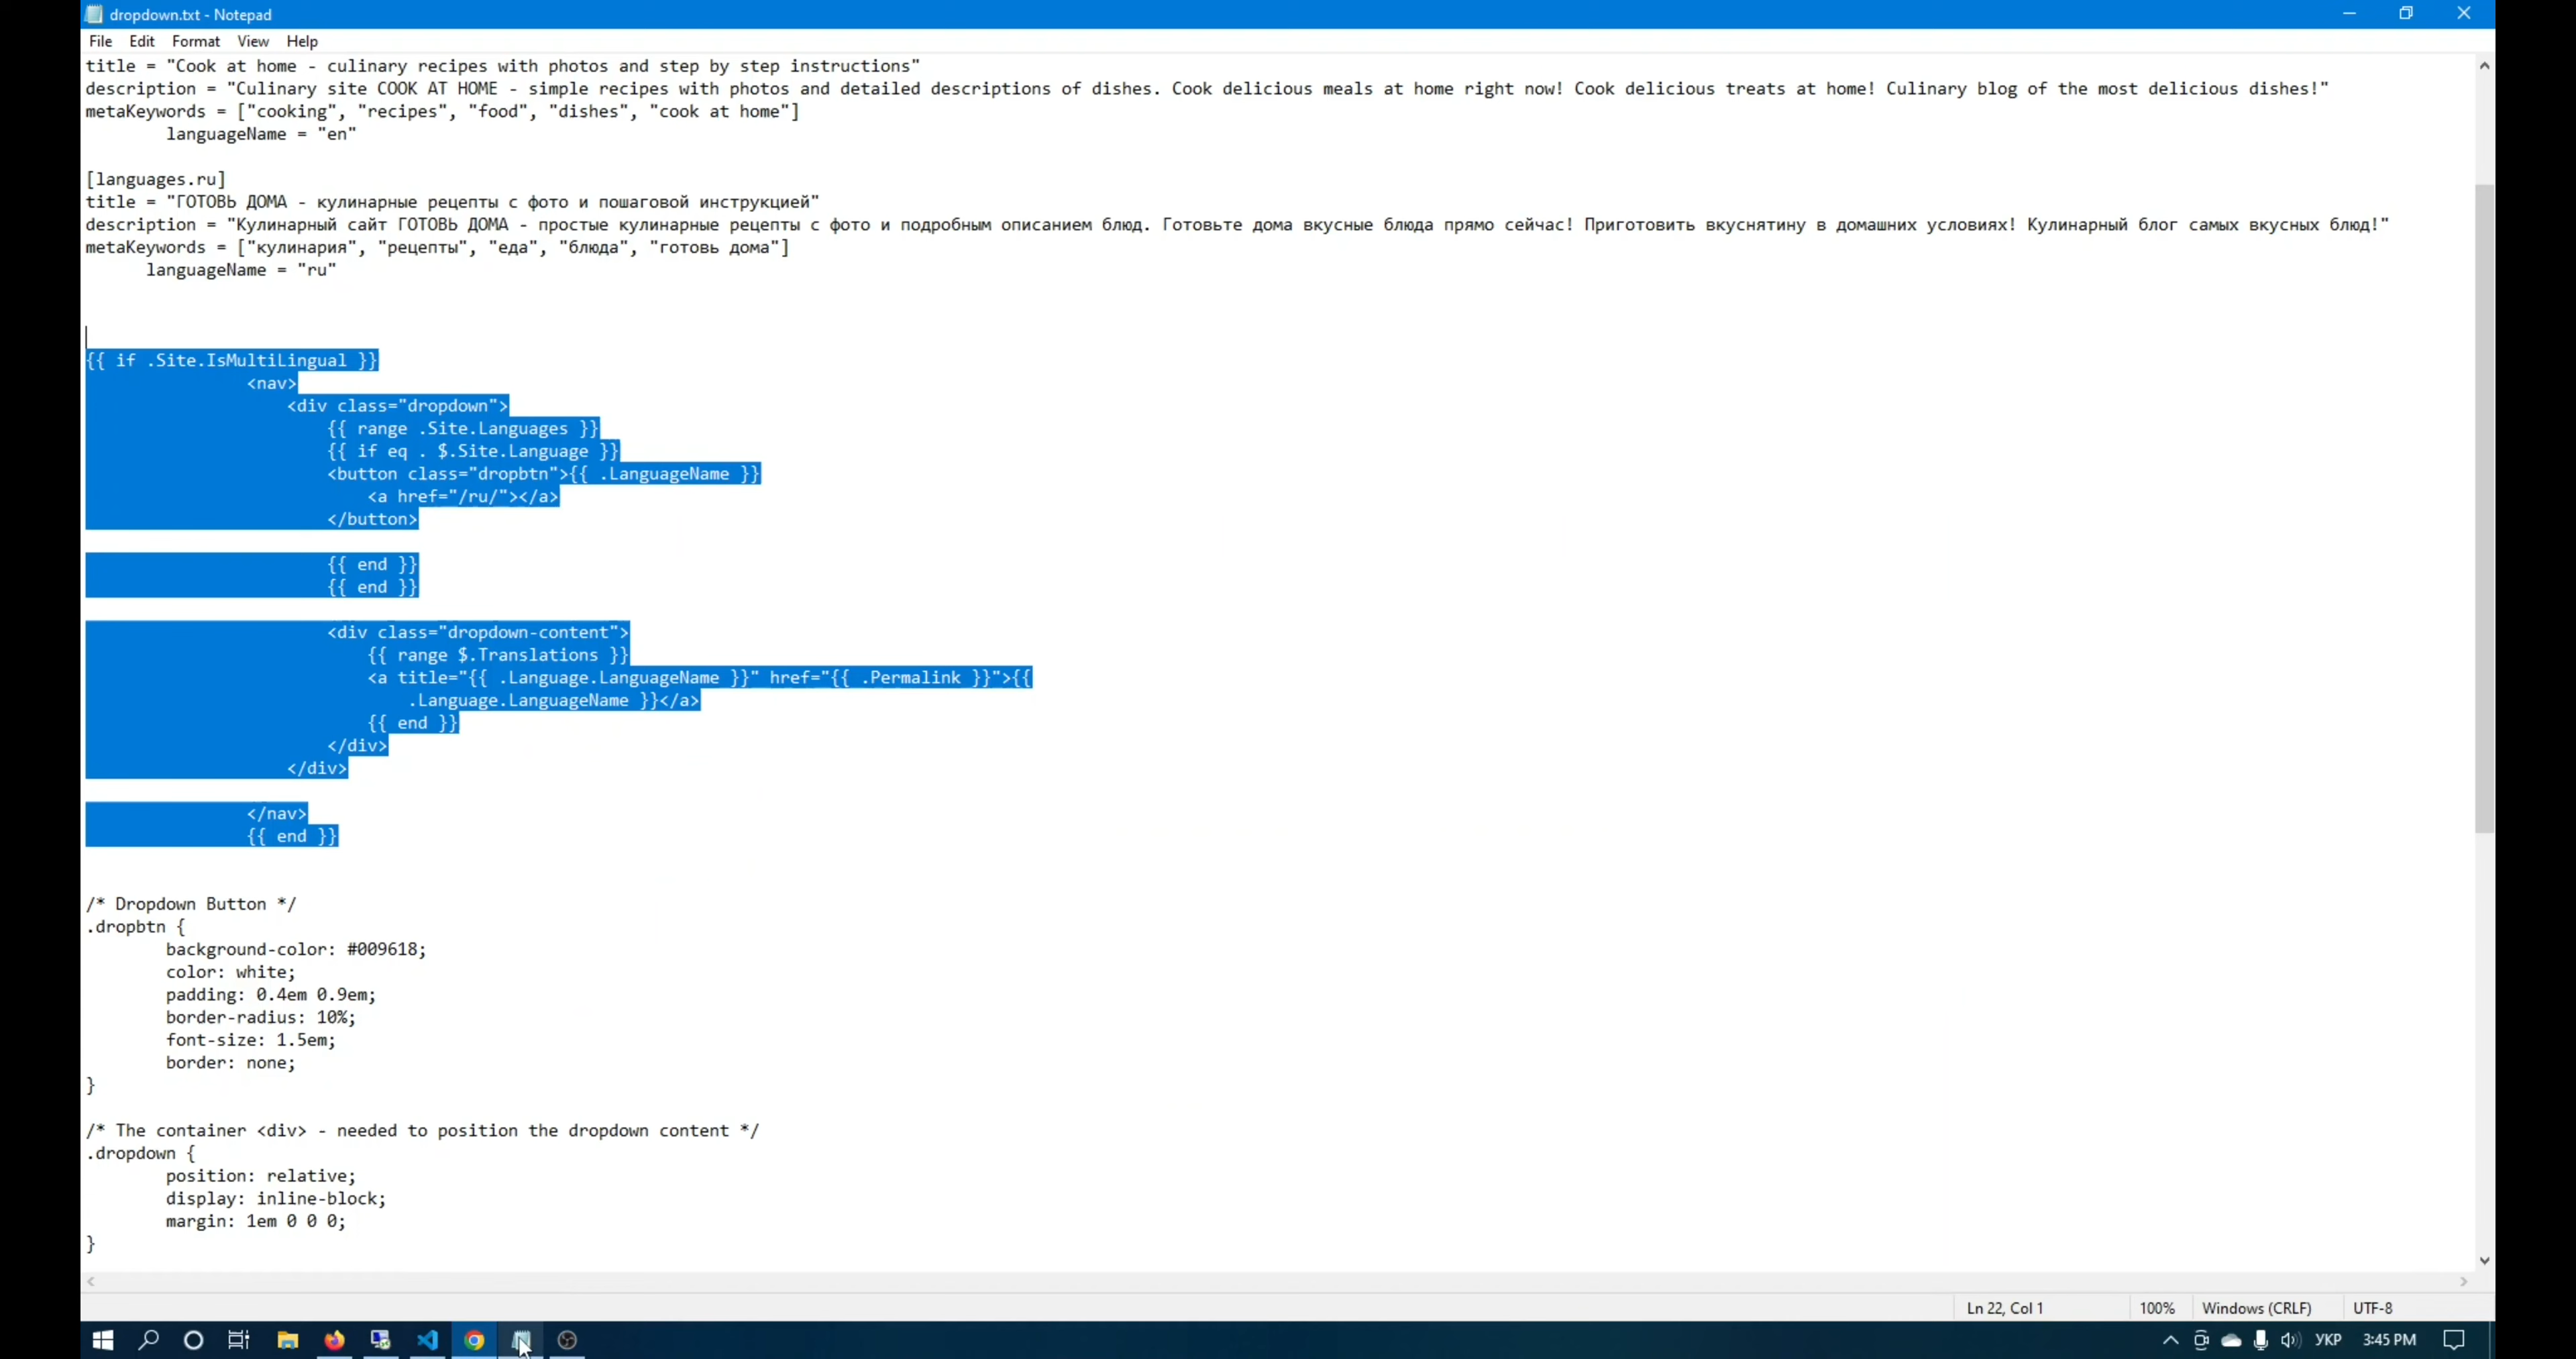 dropdown.txt - Notepad
File Edit Format View Help
title = "Cook at home - culinary recipes with photos and step by step instructions"
description = "Culinary site COOK AT HOME - simple recipes with photos and detailed descriptions of dishes. Cook delicious meals at home right now! Cook delicious treats at home! Culinary blog of the most delicious dishes!"
metaKeywords = ["cooking", "recipes", "food", "dishes", "cook at home"]
languageName = "en"
[languages.ru]
title = "ГОТОВЬ ДОМА - кулинарные рецепты с фото и пошаговой инструкцией"
description = "Кулинарный сайт ГОТОВЬ ДОМА - простые кулинарные рецепты с фото и подробным описанием блюд. Готовьте дома вкусные блюда прямо сейчас! Приготовить вкуснятину в домашних условиях! Кулинарный блог самых вкусных блюд!"
metaKeywords = ["кулинария", "рецепты", "еда", "блюда", "готовь дома"]
languageName = "ru"
{{ if .Site.IsMultiLingual }}
<nav>
<div class="dropdown">
{{ range .Site.Languages }}
{{ if eq . $.Site.Language }}
<button class="dropbtn">{{ .LanguageName }}
<a href="/ru/"></a>
</button>
{{ end }}
{{ end }}
<div class="dropdown-content">
{{ range $.Translations }}
<a title="{{ .Language.LanguageName }}" href="{{ .Permalink }}">{{
.Language.LanguageName }}</a>
{{ end }}
</div>
</div>
</nav>
{{ end }}
/* Dropdown Button */
.dropbtn {
background-color: #009618;
color: white;
padding: 0.4em 0.9em;
border-radius: 10%;
font-size: 1.5em;
border: none;
}
/* The container <div> - needed to position the dropdown content */
.dropdown {
position: relative;
display: inline-block;
margin: 1em 0 0 0;
}
Ln 22, Col 1 100% Windows (CRLF) UTF-8
УКР 3:45 PM